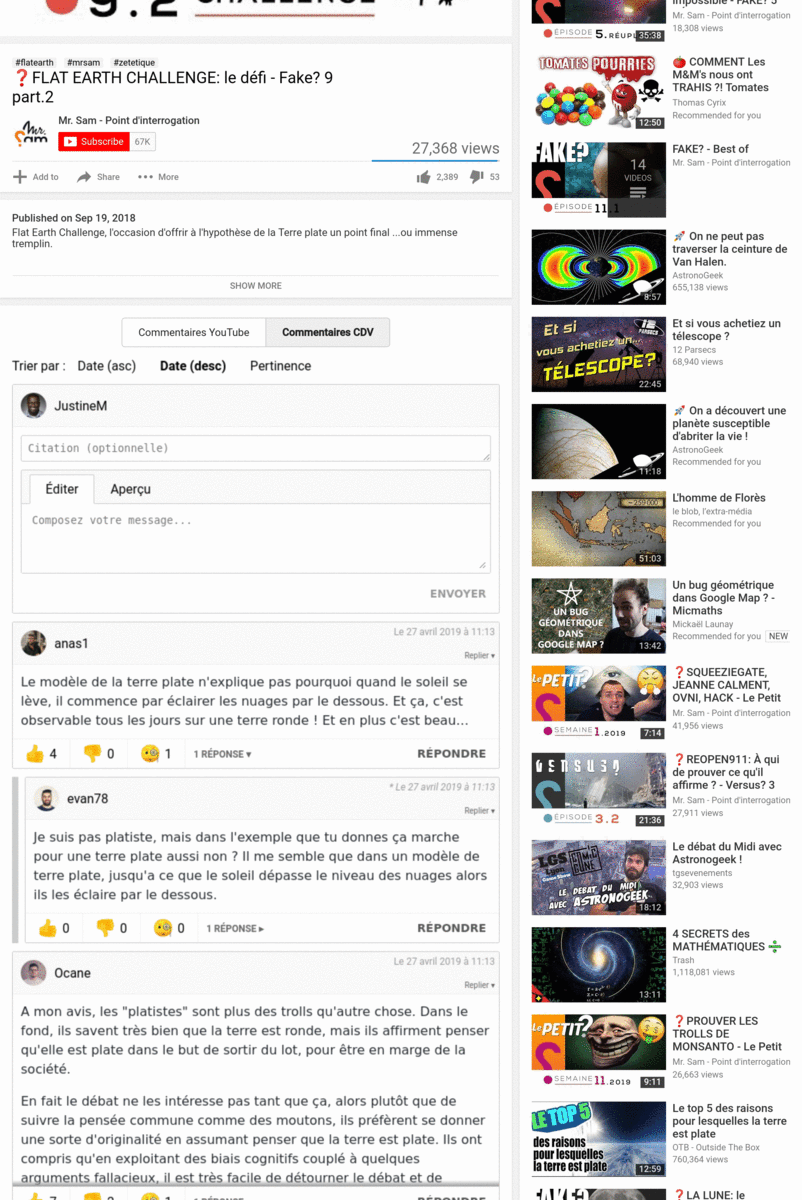 9.2 CHALLENGE
#flatearth #mrsam #zetetique
❓FLAT EARTH CHALLENGE: le défi - Fake? 9
part.2
Mr. Sam - Point d'interrogation
Mr. Sam
Subscribe 67K
27,368 views
Add to Share More 2,389 53
Published on Sep 19, 2018
Flat Earth Challenge, l'occasion d'offrir à l'hypothèse de la Terre plate un point final ...ou immense
tremplin.
SHOW MORE
Commentaires YouTube Commentaires CDV
Trier par : Date (asc) Date (desc) Pertinence
JustineM
Citation (optionnelle)
Éditer Aperçu
Composez votre message...
ENVOYER
Le 27 avril 2019 à 11:13
anas1
Replier ▾
Le modèle de la terre plate n'explique pas pourquoi quand le soleil se
lève, il commence par éclairer les nuages par le dessous. Et ça, c'est
observable tous les jours sur une terre ronde ! Et en plus c'est beau...
4 0 1 1 RÉPONSE ▾ RÉPONDRE
* Le 27 avril 2019 à 11:13
evan78
Replier ▾
Je suis pas platiste, mais dans l'exemple que tu donnes ça marche
pour une terre plate aussi non ? Il me semble que dans un modèle de
terre plate, jusqu'a ce que le soleil dépasse le niveau des nuages alors
ils les éclaire par le dessous.
0 0 0 1 RÉPONSE ▸ RÉPONDRE
Le 27 avril 2019 à 11:13
Ocane
Replier ▾
A mon avis, les "platistes" sont plus des trolls qu'autre chose. Dans le
fond, ils savent très bien que la terre est ronde, mais ils affirment penser
qu'elle est plate dans le but de sortir du lot, pour être en marge de la
société.
En fait le débat ne les intéresse pas tant que ça, alors plutôt que de
suivre la pensée commune comme des moutons, ils préfèrent se donner
une sorte d'originalité en assumant penser que la terre est plate. Ils ont
compris qu'en exploitant des biais cognitifs couplé à quelques
arguments fallacieux, il est très facile de détourner le débat et de
impossible - FAKE? 5
Mr. Sam - Point d'interrogation
18,308 views
ÉPISODE 5. 35:38
TOMATES POURRIES
12:50
🍅 COMMENT Les
M&M's nous ont
TRAHIS ?! Tomates
Thomas Cyrix
Recommended for you
FAKE?
14
VIDEOS
ÉPISODE 11.1
FAKE? - Best of
Mr. Sam - Point d'interrogation
8:57
🚀 On ne peut pas
traverser la ceinture de
Van Halen.
AstronoGeek
655,138 views
Et si
vous achetiez un...
TÉLESCOPE?
12 PARSECS
22:45
Et si vous achetiez un
télescope ?
12 Parsecs
68,940 views
11:18
🚀 On a découvert une
planète susceptible
d'abriter la vie !
AstronoGeek
Recommended for you
51:03
L'homme de Florès
le blob, l'extra-média
Recommended for you
UN BUG
GÉOMÉTRIQUE
DANS
GOOGLE MAP ?
13:42
Un bug géométrique
dans Google Map ? -
Micmaths
Mickaël Launay
Recommended for you NEW
Le PETIT?
SEMAINE 1.2019 7:14
❓SQUEEZIEGATE,
JEANNE CALMENT,
OVNI, HACK - Le Petit
Mr. Sam - Point d'interrogation
41,956 views
VERSUS?
ÉPISODE 3.2 21:36
❓REOPEN911: À qui
de prouver ce qu'il
affirme ? - Versus? 3
Mr. Sam - Point d'interrogation
27,911 views
LGS
LE DEBAT DU MIDI
AVEC ASTRONOGEEK
18:12
Le débat du Midi avec
Astronogeek !
tgsevenements
32,903 views
13:11
4 SECRETS des
MATHÉMATIQUES ➗
Trash
1,118,081 views
Le PETIT?
SEMAINE 11.2019 9:11
❓PROUVER LES
TROLLS DE
MONSANTO - Le Petit
Mr. Sam - Point d'interrogation
26,663 views
LE TOP 5
des raisons
pour lesquelles
la terre est plate
12:59
Le top 5 des raisons
pour lesquelles la terre
est plate
OTB - Outside The Box
760,364 views
FAKE?
❓LA LUNE: le